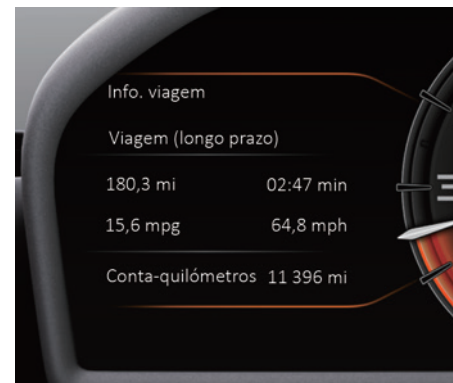 Info. viagem
Viagem (longo prazo)
180,3 mi 02:47 min
15,6 mpg 64,8 mph
Conta-quilómetros 11 396 mi